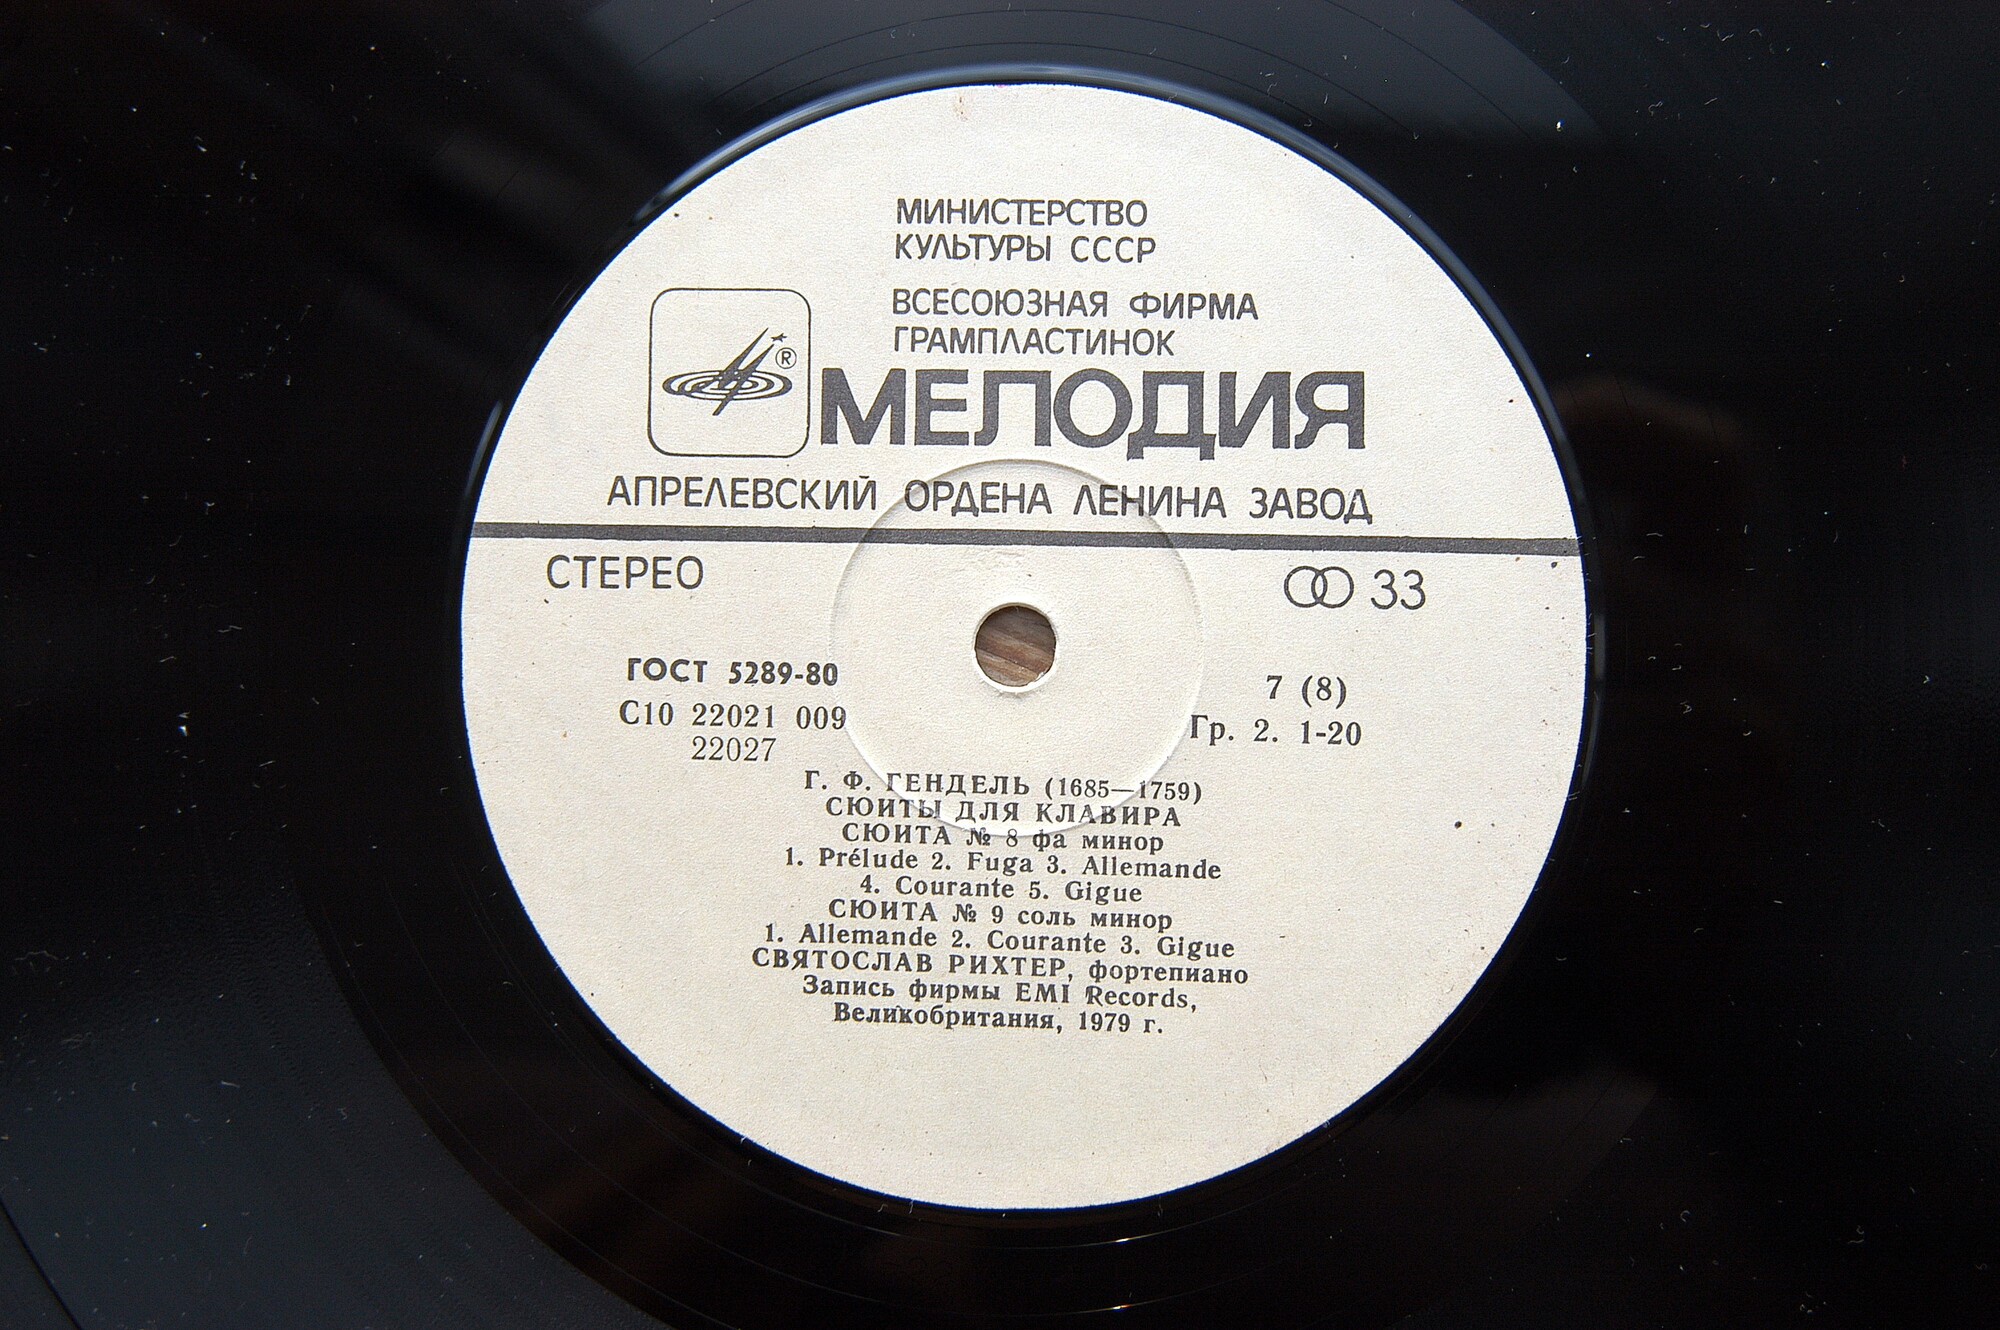 МИНИСТЕРСТВО
КУЛЬТУРЫ СССР
ВСЕСОЮЗНАЯ ФИРМА
ГРАМПЛАСТИНОК
®
МЕЛОДИЯ
АПРЕЛЕВСКИЙ ОРДЕНА ЛЕНИНА ЗАВОД
СТЕРЕО
33
ГОСТ 5289-80
7 (8)
С10 22021 009
Гр. 2. 1-20
22027
Г. Ф. ГЕНДЕЛЬ (1685—1759)
СЮИТЫ ДЛЯ КЛАВИРА
СЮИТА № 8 фа минор
1. Prélude 2. Fuga 3. Allemande
4. Courante 5. Gigue
СЮИТА № 9 соль минор
1. Allemande 2. Courante 3. Gigue
СВЯТОСЛАВ РИХТЕР, фортепиано
Запись фирмы EMI Records,
Великобритания, 1979 г.